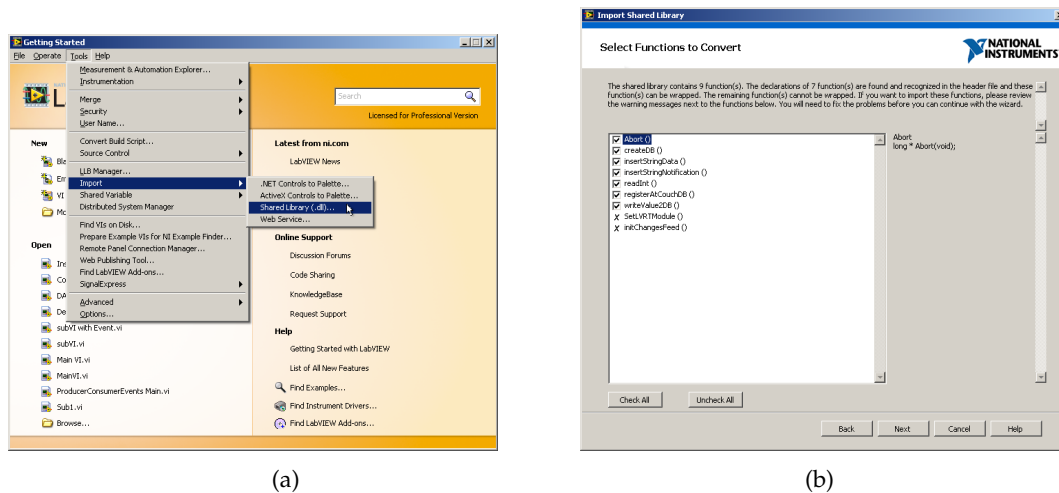 Getting Started
File Operate Tools Help
Measurement & Automation Explorer...
Instrumentation
Merge
Security
User Name...
Convert Build Script...
Source Control
LLB Manager...
Import
Shared Variable
Distributed System Manager
Find VIs on Disk...
Prepare Example VIs for NI Example Finder...
Remote Panel Connection Manager...
Web Publishing Tool...
Find LabVIEW Add-ons...
SignalExpress
Advanced
Options...
.NET Controls to Palette...
ActiveX Controls to Palette...
Shared Library (.dll)...
Web Service...
Search
Licensed for Professional Version
New
VI
Open
subVI with Event.vi
subVI.vi
Main VI.vi
MainVI.vi
ProducerConsumerEvents Main.vi
Sub1.vi
Browse...
Latest from ni.com
LabVIEW News
Online Support
Discussion Forums
Code Sharing
KnowledgeBase
Request Support
Help
Getting Started with LabVIEW
List of All New Features
Find Examples...
Find Instrument Drivers...
Find LabVIEW Add-ons...
(a)
Import Shared Library
Select Functions to Convert
NATIONAL
INSTRUMENTS
The shared library contains 9 function(s). The declarations of 7 function(s) are found and recognized in the header file and these
function(s) can be wrapped. The remaining function(s) cannot be wrapped. If you want to import these functions, please review
the warning messages next to the functions below. You will need to fix the problems before you can continue with the wizard.
Abort ()
createDB ()
insertStringData ()
insertStringNotification ()
readInt ()
registerAtCouchDB ()
writeValue2DB ()
SetLVRTModule ()
initChangesFeed ()
Abort
long * Abort(void);
Check All Uncheck All
Back Next Cancel Help
(b)